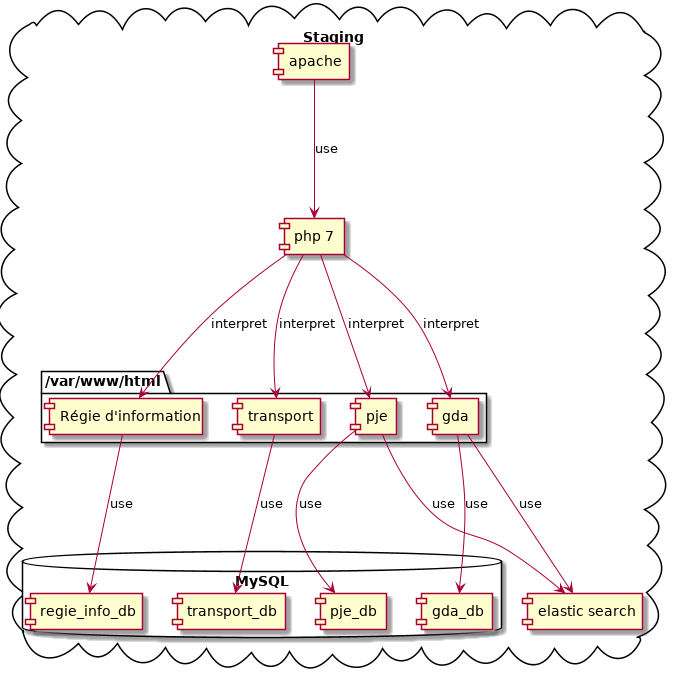 Staging
apache
use
php 7
interpret interpret interpret interpret
/var/www/html
Régie d'information transport pje gda
use use use use use use
MySQL
regie_info_db transport_db pje_db gda_db elastic search